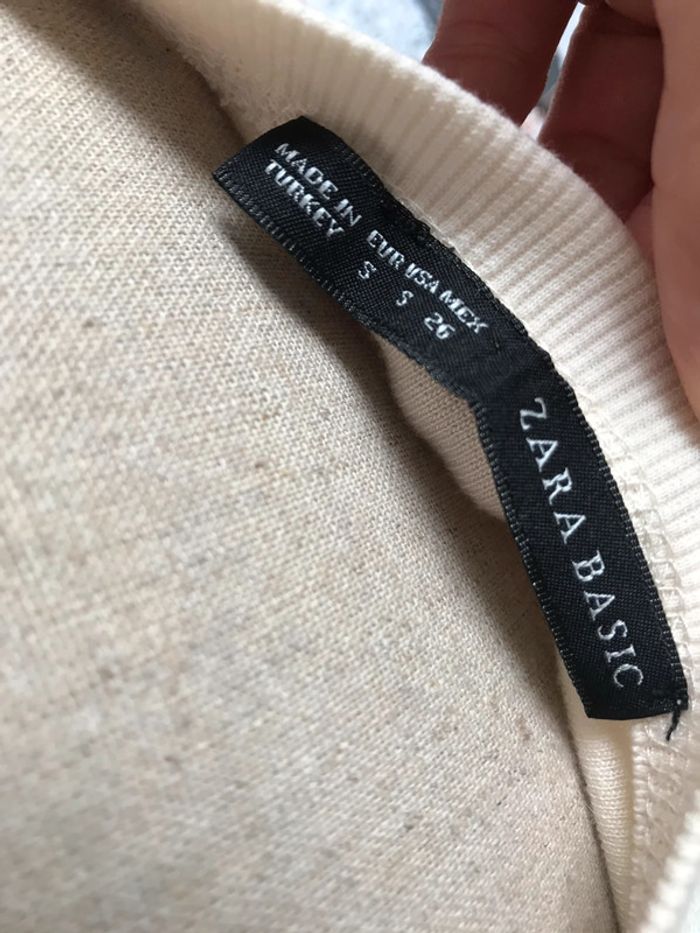 MADE IN
TURKEY
EUR USA MEX
S S 26
ZARA BASIC